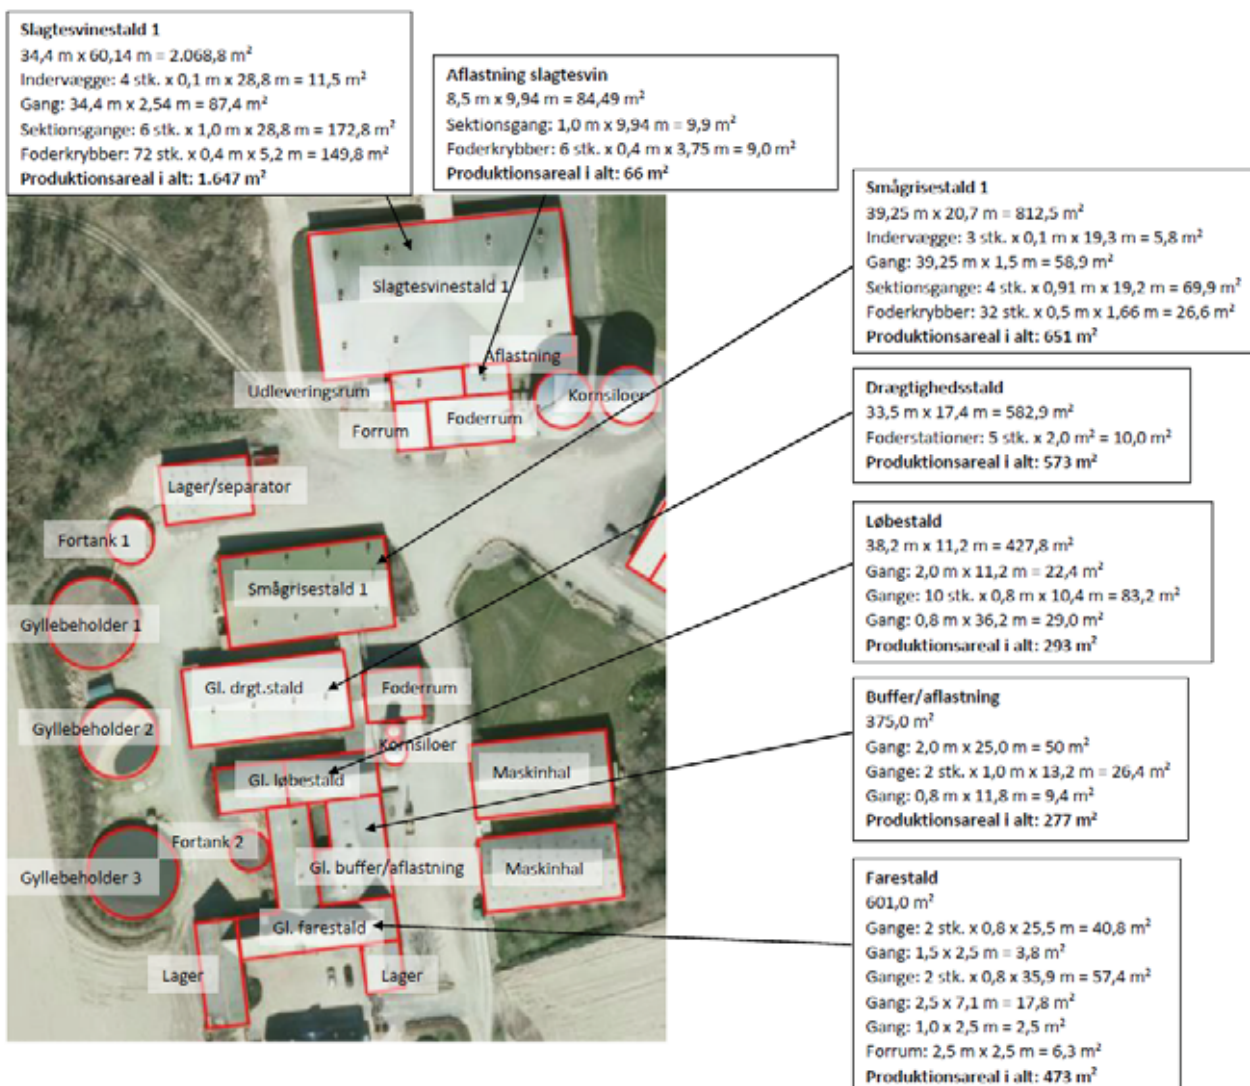 Slagtesvinestald 1
34,4 m x 60,14 m = 2.068,8 m²
Indervægge: 4 stk. x 0,1 m x 28,8 m = 11,5 m²
Gang: 34,4 m x 2,54 m = 87,4 m²
Sektionsgange: 6 stk. x 1,0 m x 28,8 m = 172,8 m²
Foderkrybber: 72 stk. x 0,4 m x 5,2 m = 149,8 m²
Produktionsareal i alt: 1.647 m²
Aflastning slagtesvin
8,5 m x 9,94 m = 84,49 m²
Sektionsgang: 1,0 m x 9,94 m = 9,9 m²
Foderkrybber: 6 stk. x 0,4 m x 3,75 m = 9,0 m²
Produktionsareal i alt: 66 m²
Smågrisestald 1
39,25 m x 20,7 m = 812,5 m²
Indervægge: 3 stk. x 0,1 m x 19,3 m = 5,8 m²
Gang: 39,25 m x 1,5 m = 58,9 m²
Sektionsgange: 4 stk. x 0,91 m x 19,2 m = 69,9 m²
Foderkrybber: 32 stk. x 0,5 m x 1,66 m = 26,6 m²
Produktionsareal i alt: 651 m²
Drægtighedsstald
33,5 m x 17,4 m = 582,9 m²
Foderstationer: 5 stk. x 2,0 m² = 10,0 m²
Produktionsareal i alt: 573 m²
Løbestald
38,2 m x 11,2 m = 427,8 m²
Gang: 2,0 m x 11,2 m = 22,4 m²
Gange: 10 stk. x 0,8 m x 10,4 m = 83,2 m²
Gang: 0,8 m x 36,2 m = 29,0 m²
Produktionsareal i alt: 293 m²
Buffer/aflastning
375,0 m²
Gang: 2,0 m x 25,0 m = 50 m²
Gange: 2 stk. x 1,0 m x 13,2 m = 26,4 m²
Gang: 0,8 m x 11,8 m = 9,4 m²
Produktionsareal i alt: 277 m²
Farestald
601,0 m²
Gange: 2 stk. x 0,8 x 25,5 m = 40,8 m²
Gang: 1,5 x 2,5 m = 3,8 m²
Gange: 2 stk. x 0,8 x 35,9 m = 57,4 m²
Gang: 2,5 x 7,1 m = 17,8 m²
Gang: 1,0 x 2,5 m = 2,5 m²
Forrum: 2,5 m x 2,5 m = 6,3 m²
Produktionsareal i alt: 473 m²
Slagtesvinestald 1
Aflastning
Udleveringsrum
Kornsiloer
Forrum
Foderrum
Lager/separator
Fortank 1
Smågrisestald 1
Gyllebeholder 1
Gl. drgt.stald
Foderrum
Gyllebeholder 2
Kornsiloer
Gl. løbestald
Maskinhal
Fortank 2
Gyllebeholder 3
Gl. buffer/aflastning
Maskinhal
Gl. farestald
Lager
Lager